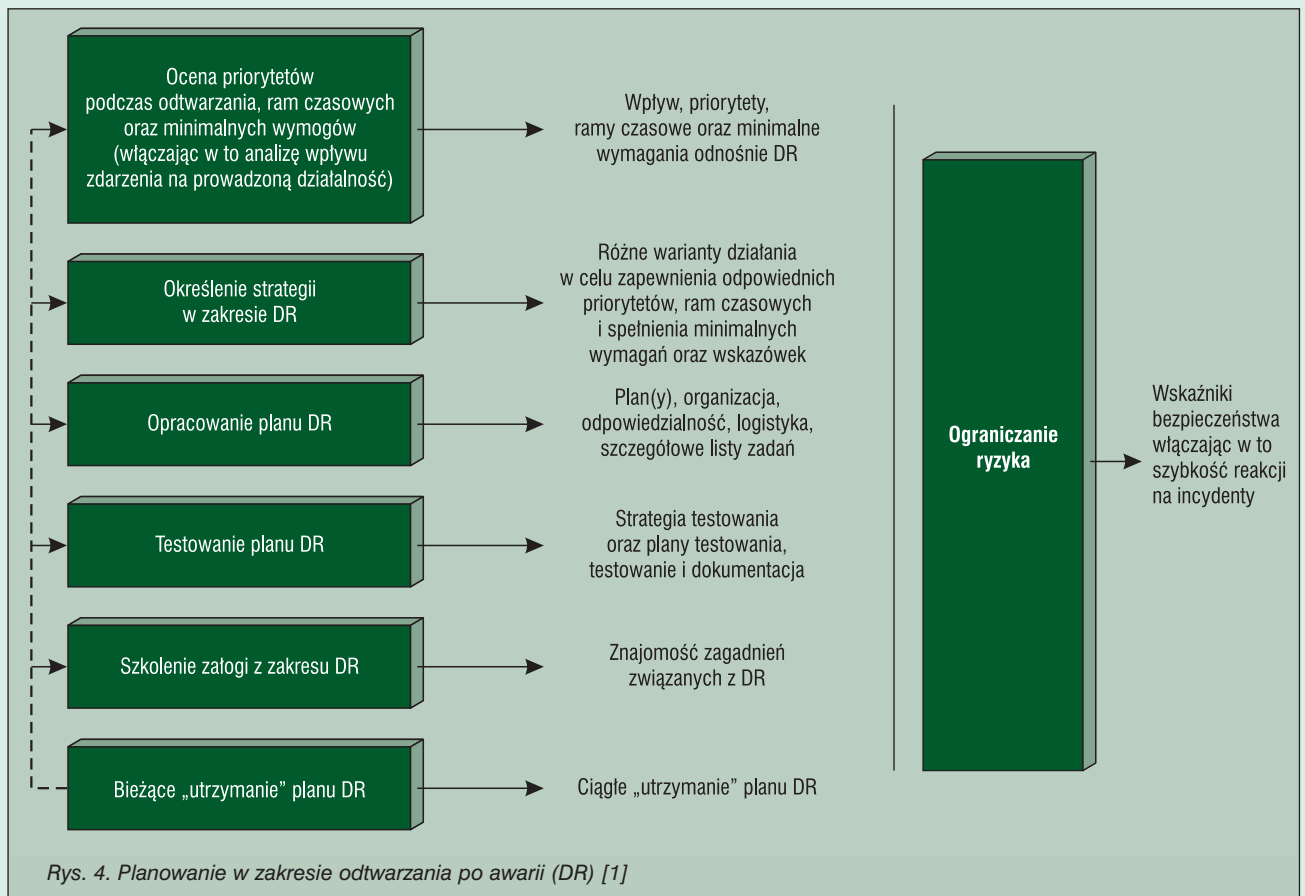 Ocena priorytetów
podczas odtwarzania, ram czasowych
oraz minimalnych wymogów
(włączając w to analizę wpływu
zdarzenia na prowadzoną działalność)
Wpływ, priorytety,
ramy czasowe oraz minimalne
wymagania odnośnie DR
Określenie strategii
w zakresie DR
Różne warianty działania
w celu zapewnienia odpowiednich
priorytetów, ram czasowych
i spełnienia minimalnych
wymagań oraz wskazówek
Opracowanie planu DR
Plan(y), organizacja,
odpowiedzialność, logistyka,
szczegółowe listy zadań
Testowanie planu DR
Strategia testowania
oraz plany testowania,
testowanie i dokumentacja
Szkolenie załogi z zakresu DR
Znajomość zagadnień
związanych z DR
Bieżące „utrzymanie” planu DR
Ciągłe „utrzymanie” planu DR
Ograniczanie
ryzyka
Wskaźniki
bezpieczeństwa
włączając w to
szybkość reakcji
na incydenty
Rys. 4. Planowanie w zakresie odtwarzania po awarii (DR) [1]